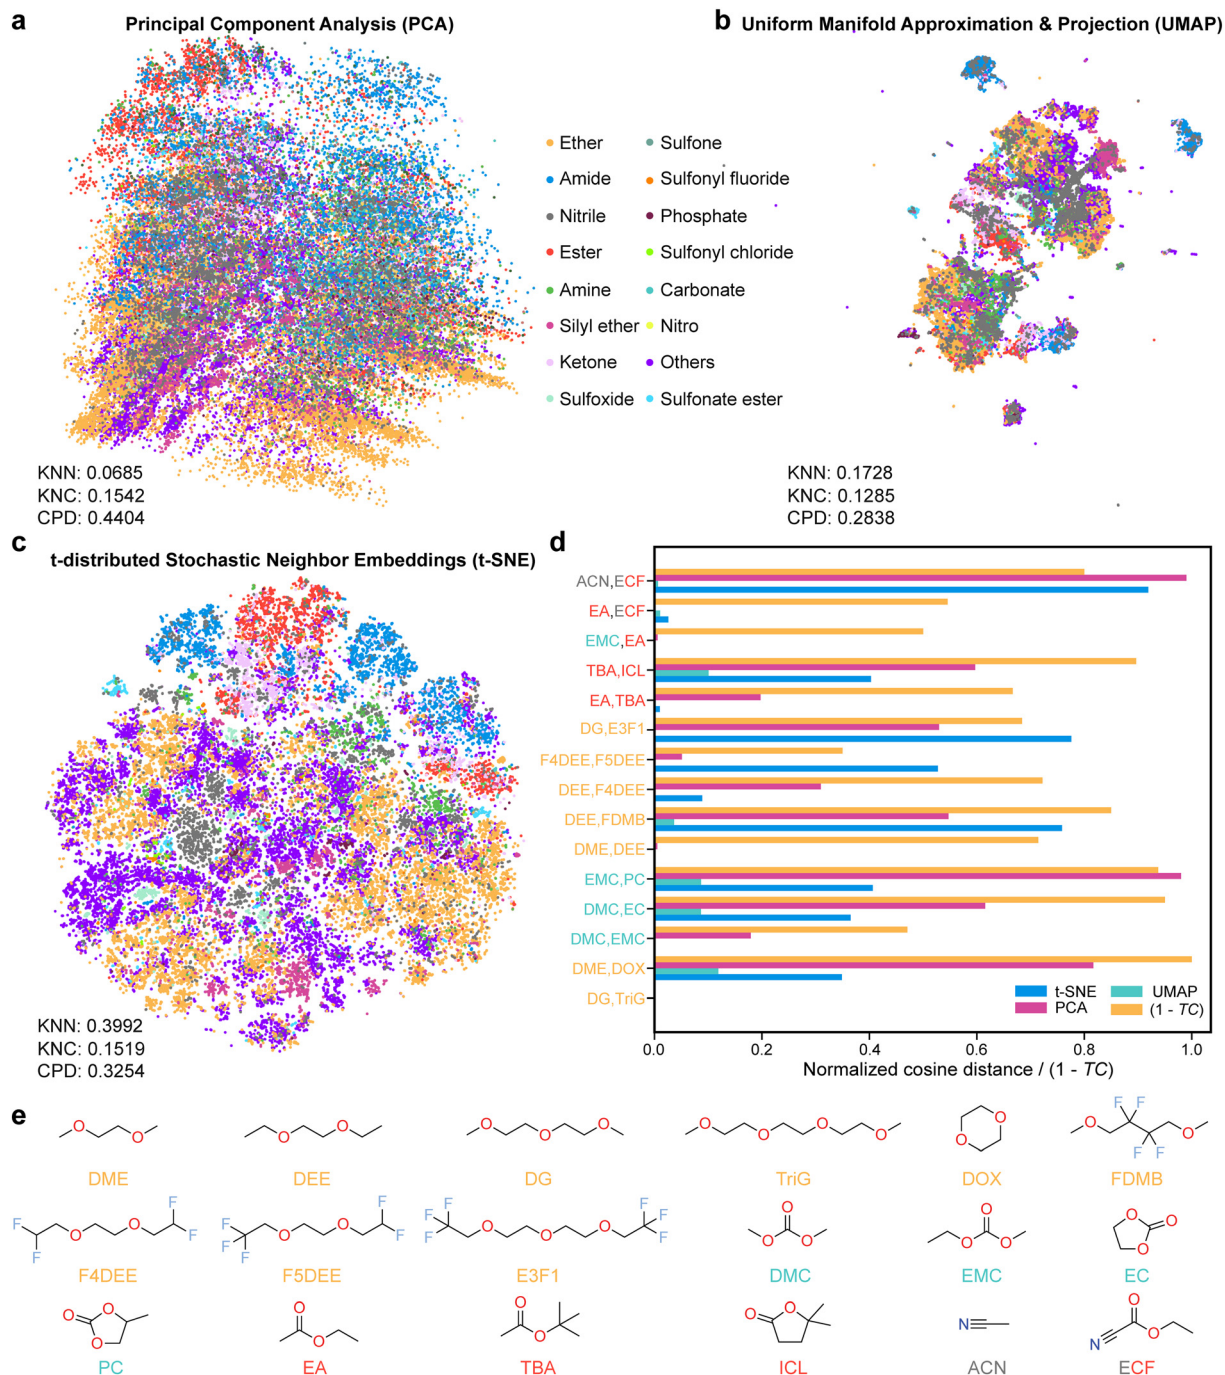 a
Principal Component Analysis (PCA)
KNN: 0.0685
KNC: 0.1542
CPD: 0.4404
Ether
Amide
Nitrile
Ester
Amine
Silyl ether
Ketone
Sulfoxide
Sulfone
Sulfonyl fluoride
Phosphate
Sulfonyl chloride
Carbonate
Nitro
Others
Sulfonate ester
b
Uniform Manifold Approximation & Projection (UMAP)
KNN: 0.1728
KNC: 0.1285
CPD: 0.2838
c
t-distributed Stochastic Neighbor Embeddings (t-SNE)
KNN: 0.3992
KNC: 0.1519
CPD: 0.3254
d
ACN,ECF
EA,ECF
EMC,EA
TBA,ICL
EA,TBA
DG,E3F1
F4DEE,F5DEE
DEE,F4DEE
DEE,FDMB
DME,DEE
EMC,PC
DMC,EC
DMC,EMC
DME,DOX
DG,TriG
t-SNE
UMAP
PCA
(1 - TC)
0.0 0.2 0.4 0.6 0.8 1.0
Normalized cosine distance / (1 - TC)
e
O O
O O
O O O
O O O O
O O
O F F F F O
DME
DEE
DG
TriG
DOX
FDMB
F F O O F F
F F F O O F F
F F F O O O F F F
O O O
O O O
O O O
F4DEE
F5DEE
E3F1
DMC
EMC
EC
O O O
O O
O O
O O
N
N O O
PC
EA
TBA
ICL
ACN
ECF